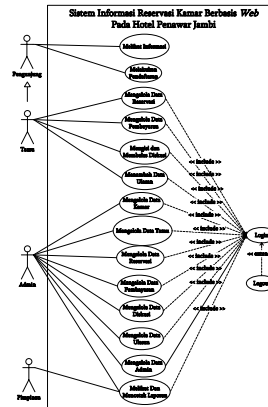 Sistem Informasi Reservasi Kamar Berbasis Web
Pada Hotel Penawar Jambi
Melihat Informasi
Pengunjung
Melakukan
Pendaftaran
Mengelola Data
Reservasi
Mengelola Data
Pembayaran
Tamu
Mengisi dan
Membalas Diskusi
<< include >>
Menambah Data
Ulasan
<< include >>
<< include >>
Mengelola Data
Kamar
<< include >>
<< include >>
Mengelola Data Tamu
<< include >>
Login
Mengelola Data
Reservasi
<< include >>
Admin
<< include >>
Mengelola Data
Pembayaran
<< include >>
Logout
Mengelola Data
Diskusi
<< include >>
Mengelola Data
Ulasan
<< include >>
Mengelola Data
Admin
Pimpinan
Melihat Dan
Mencetak Laporan